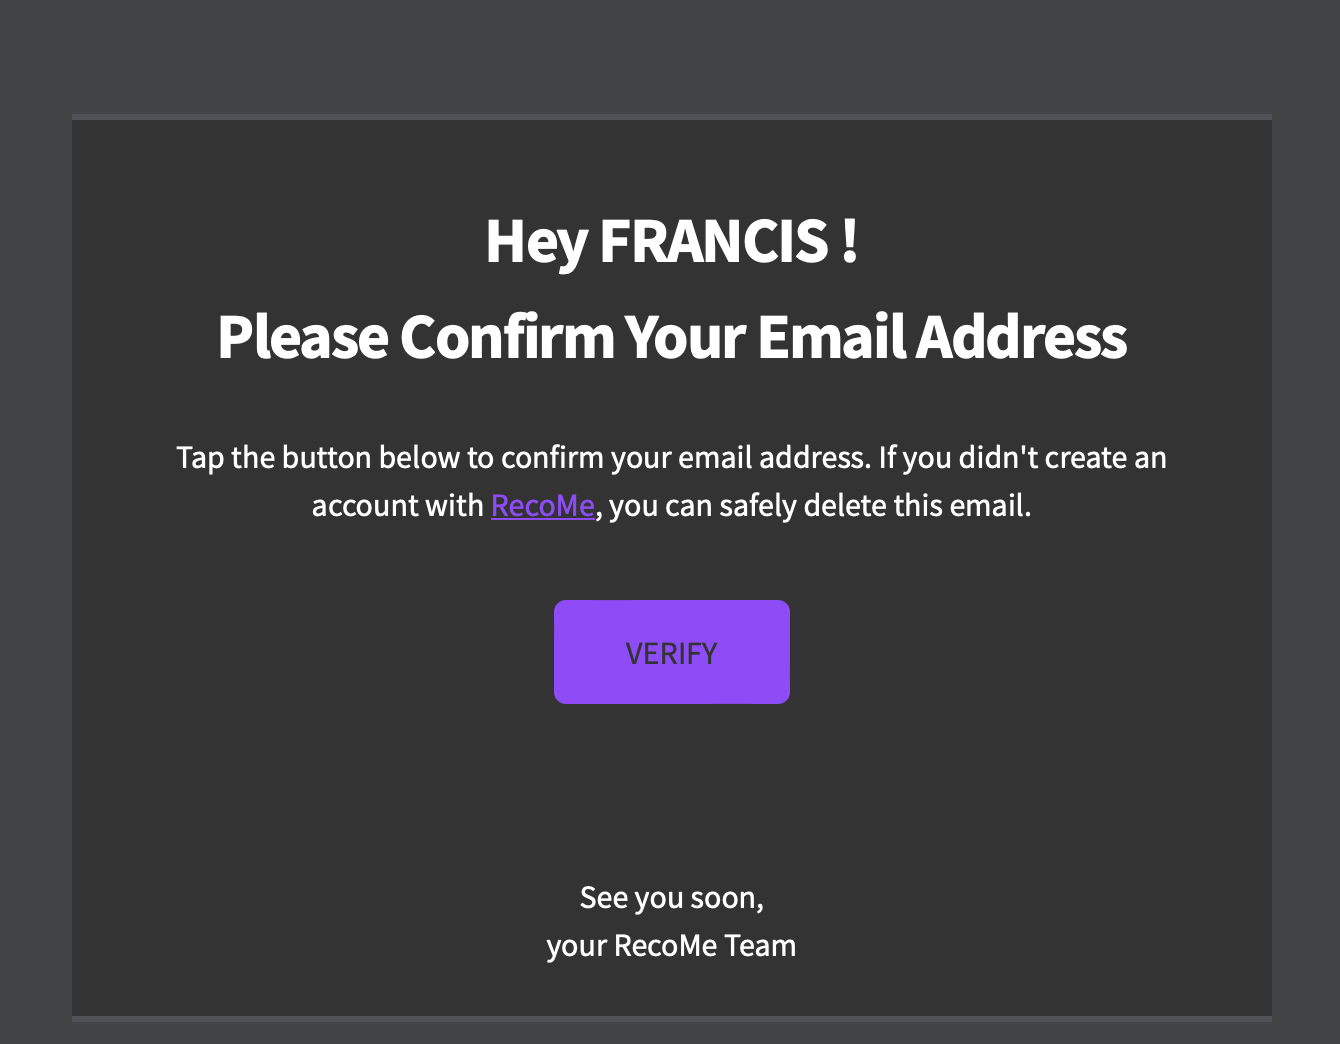 Hey FRANCIS !
Please Confirm Your Email Address
Tap the button below to confirm your email address. If you didn't create an
account with RecoMe, you can safely delete this email.
VERIFY
See you soon,
your RecoMe Team